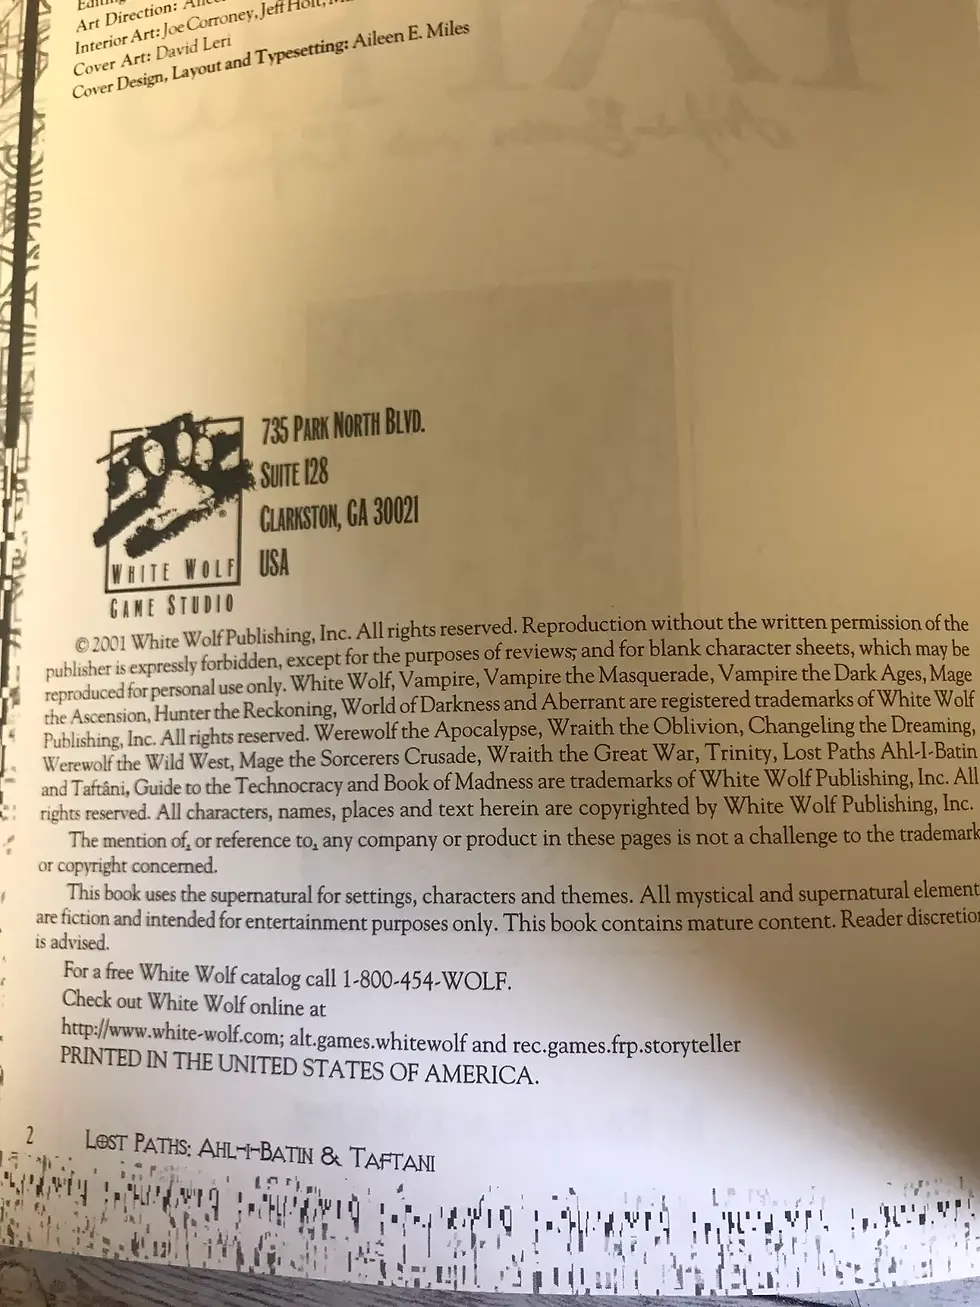 Art Direction:
Interior Art: Joe Corroney, Jeff Holt,
Cover Art: David Leri
Cover Design, Layout and Typesetting: Aileen E. Miles
735 PARK NORTH BLVD.
SUITE 128
CLARKSTON, GA 30021
USA
WHITE WOLF
GAME STUDIO
© 2001 White Wolf Publishing, Inc. All rights reserved. Reproduction without the written permission of the
publisher is expressly forbidden, except for the purposes of reviews, and for blank character sheets, which may be
reproduced for personal use only. White Wolf, Vampire, Vampire the Masquerade, Vampire the Dark Ages, Mage
the Ascension, Hunter the Reckoning, World of Darkness and Aberrant are registered trademarks of White Wolf
Publishing, Inc. All rights reserved. Werewolf the Apocalypse, Wraith the Oblivion, Changeling the Dreaming,
Werewolf the Wild West, Mage the Sorcerers Crusade, Wraith the Great War, Trinity, Lost Paths Ahl-I-Batin
and Taftâni, Guide to the Technocracy and Book of Madness are trademarks of White Wolf Publishing, Inc. All
rights reserved. All characters, names, places and text herein are copyrighted by White Wolf Publishing, Inc.
The mention of, or reference to, any company or product in these pages is not a challenge to the trademark
or copyright concerned.
This book uses the supernatural for settings, characters and themes. All mystical and supernatural element
are fiction and intended for entertainment purposes only. This book contains mature content. Reader discretio
is advised.
For a free White Wolf catalog call 1-800-454-WOLF.
Check out White Wolf online at
http://www.white-wolf.com; alt.games.whitewolf and rec.games.frp.storyteller
PRINTED IN THE UNITED STATES OF AMERICA.
2 LOST PATHS: AHL-I-BATIN & TAFTANI